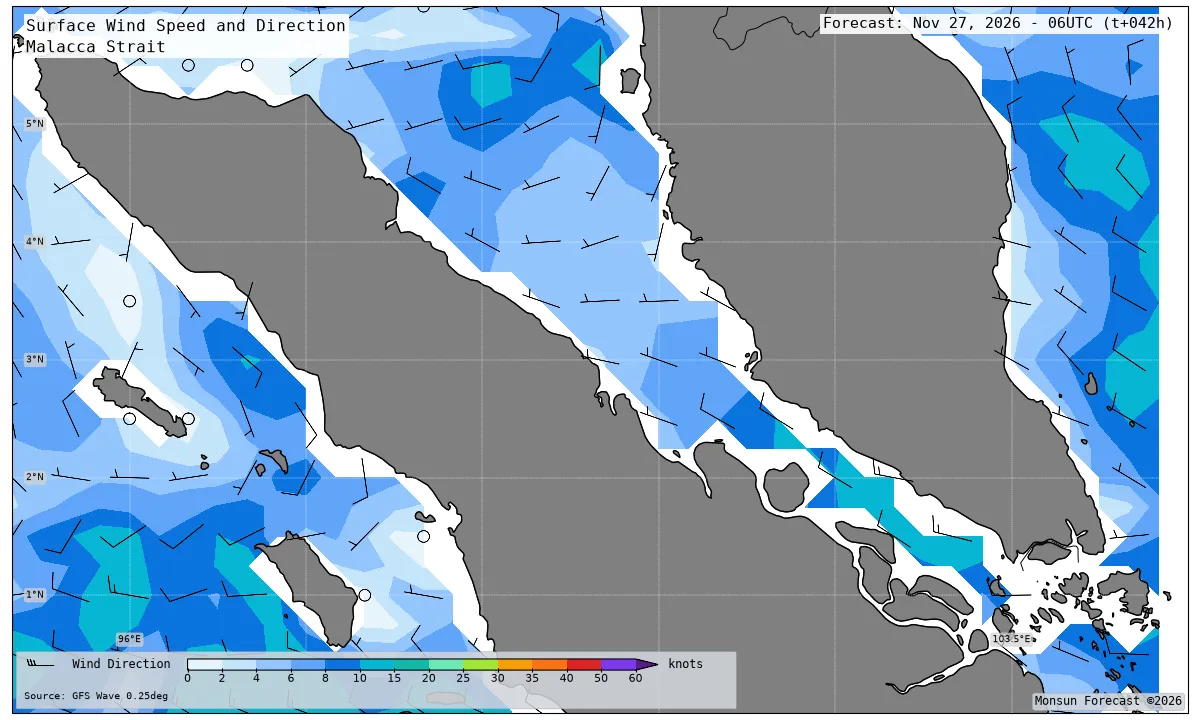 Surface Wind Speed and Direction
Malacca Strait
Forecast: Nov 27, 2026 - 06UTC (t+042h)
5°N
4°N
3°N
2°N
1°N
96°E
103.5°E
Wind Direction
0 2 4 6 8 10 15 20 25 30 35 40 50 60
knots
Source: GFS Wave 0.25deg
Monsun Forecast ©2026